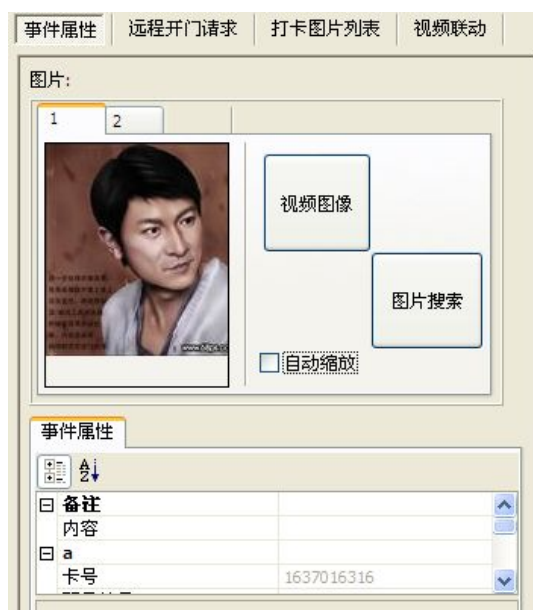 事件属性 远程开门请求 打卡图片列表 视频联动
图片:
1 2
视频图像
图片搜索
自动缩放
事件属性
备注
内容
a
卡号 1637016316